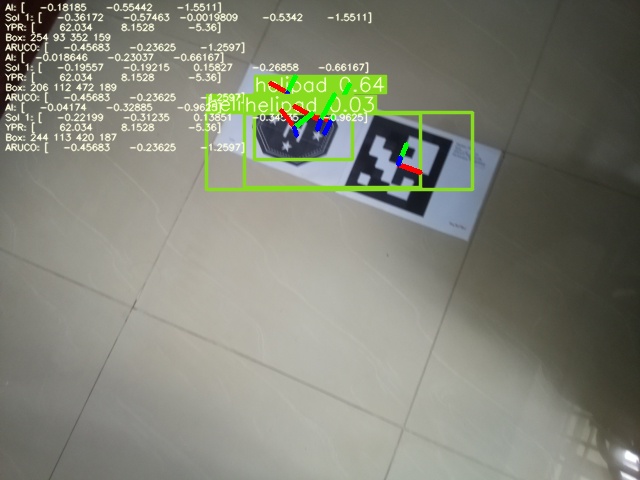 AI: [ -0.18185 -0.55442 -1.5511]
Sol 1: [ -0.36172 -0.57463 -0.0019809 -0.5342 -1.5511]
YPR: [ 62.034 8.1528 -5.36]
Box: 254 93 352 159
ARUCO: [ -0.45683 -0.23625 -1.2597]
AI: [ -0.018646 -0.23037 -0.66167]
Sol 1: [ -0.19557 -0.19215 0.15827 -0.26858 -0.66167]
YPR: [ 62.034 8.1528 -5.36]
Box: 206 112 472 189
ARUCO: [ -0.45683 -0.23625 -1.2597]
AI: [ -0.04174 -0.32885 -0.9625]
Sol 1: [ -0.22199 -0.31235 0.13851 -0.9625]
YPR: [ 62.034 8.1528 -5.36]
Box: 244 113 420 187
ARUCO: [ -0.45683 -0.23625 -1.2597]
helipad 0.64
helipad 0.03